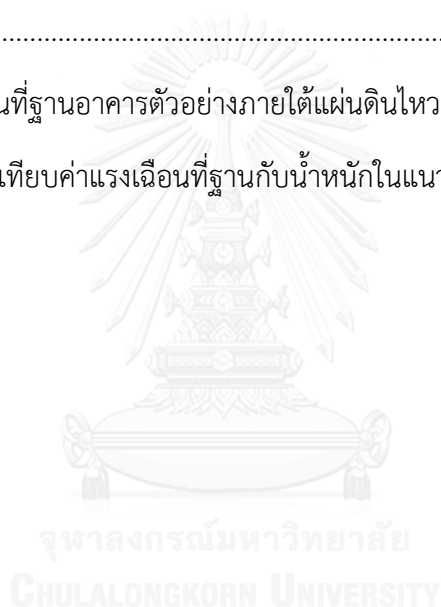 ................................................................
นที่ฐานอาคารตัวอย่างภายใต้แผ่นดินไหว
เทียบค่าแรงเฉือนที่ฐานกับน้ำหนักในแนว
จุฬาลงกรณ์มหาวิทยาลัย
CHULALONGKORN UNIVERSITY